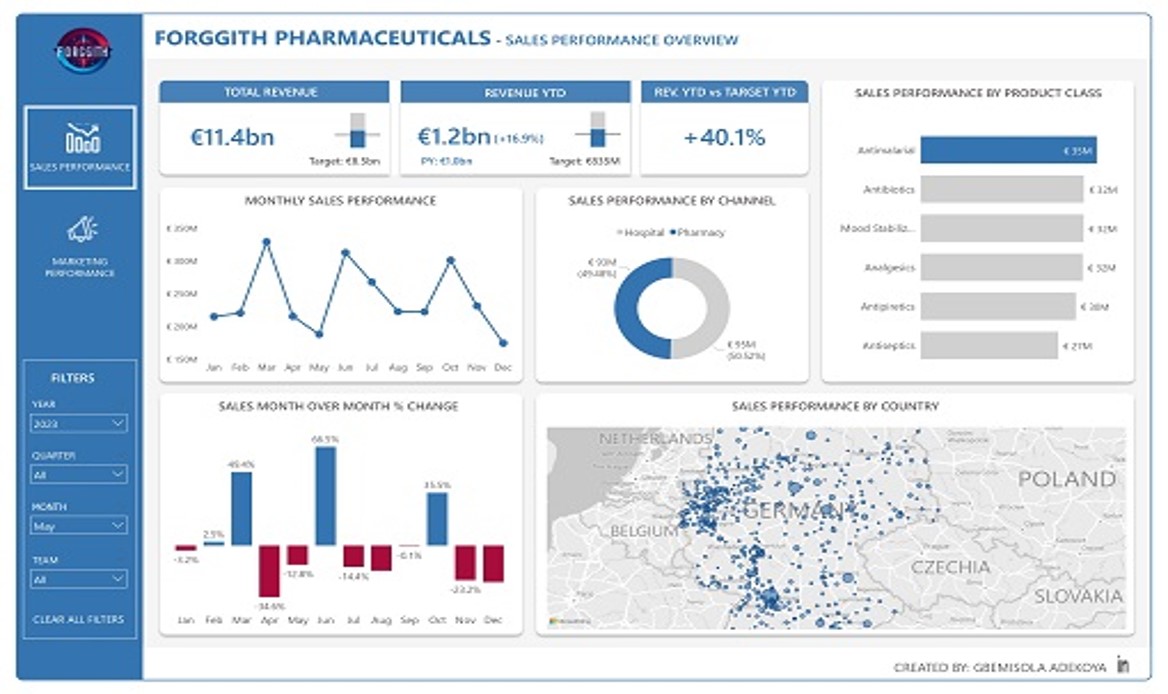 FORGGITH
FORGGITH PHARMACEUTICALS - SALES PERFORMANCE OVERVIEW
SALES PERFORMANCE
MARKETING
PERFORMANCE
FILTERS
YEAR
2023
QUARTER
All
MONTH
May
TEAM
All
CLEAR ALL FILTERS
TOTAL REVENUE
€11.4bn
Target: €8.5bn
REVENUE YTD
€1.2bn (+16.9%)
PY: €1.0bn
Target: €838M
REV. YTD vs TARGET YTD
+40.1%
SALES PERFORMANCE BY PRODUCT CLASS
Antimalarial € 35M
Antibiotics € 32M
Mood Stabiliz... € 32M
Analgesics € 32M
Antipiretics € 30M
Antiseptics € 27M
MONTHLY SALES PERFORMANCE
€ 350M
€ 300M
€ 250M
€ 200M
€ 150M
Jan Feb Mar Apr May Jun Jul Aug Sep Oct Nov Dec
SALES PERFORMANCE BY CHANNEL
Hospital Pharmacy
€ 93M
(49.48%)
€ 95M
(50.52%)
SALES MONTH OVER MONTH % CHANGE
66.5%
49.4%
35.5%
2.5%
-3.2%
-0.1%
-12.8%
-14.4%
-23.2%
-34.6%
Jan Feb Mar Apr May Jun Jul Aug Sep Oct Nov Dec
SALES PERFORMANCE BY COUNTRY
NETHERLANDS
POLAND
GERMANY
BELGIUM
Prague
CZECHIA
SLOVAKIA
CREATED BY: GBEMISOLA ADEKOYA in